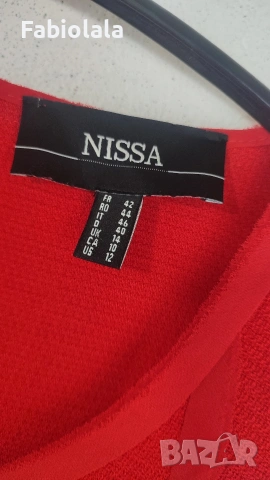 Fabiolala
NISSA
FR 42
RO 44
IT 46
D 40
UK 14
CA 10
US 12
BAZAR